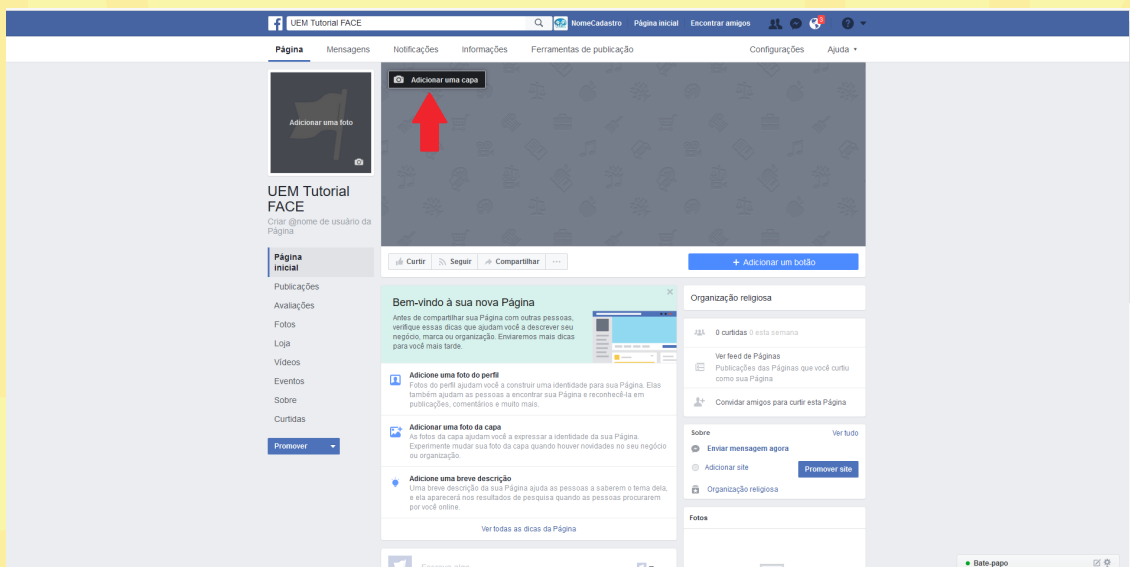 UEM Tutorial FACE
NomeCadastro Página inicial Encontrar amigos
Página Mensagens Notificações Informações Ferramentas de publicação Configurações Ajuda
Adicionar uma foto
Adicionar uma capa
UEM Tutorial
FACE
Criar @nome de usuário da
Página
Página
inicial
Publicações
Avaliações
Fotos
Loja
Vídeos
Eventos
Sobre
Curtidas
Promover
Curtir Seguir Compartilhar ...
+ Adicionar um botão
Bem-vindo à sua nova Página
Antes de compartilhar sua Página com outras pessoas,
verifique essas dicas que ajudam você a descrever seu
negócio, marca ou organização. Enviaremos mais dicas
para você mais tarde.
Adicione uma foto do perfil
Fotos do perfil ajudam você a construir uma identidade para sua Página. Elas
também ajudam as pessoas a encontrar sua Página e reconhecê-la em
publicações, comentários e muito mais.
Adicionar uma foto da capa
As fotos da capa ajudam você a expressar a identidade da sua Página.
Experimente mudar sua foto da capa quando houver novidades no seu negócio
ou organização.
Adicione uma breve descrição
Uma breve descrição da sua Página ajuda as pessoas a saberem o tema dela,
e ela aparecerá nos resultados de pesquisa quando as pessoas procurarem
por você online.
Ver todas as dicas da Página
Organização religiosa
0 curtidas 0 esta semana
Ver feed de Páginas
Publicações das Páginas que você curtiu
como sua Página
Convidar amigos para curtir esta Página
Sobre Ver tudo
Enviar mensagem agora
Adicionar site Promover site
Organização religiosa
Fotos
Bate-papo